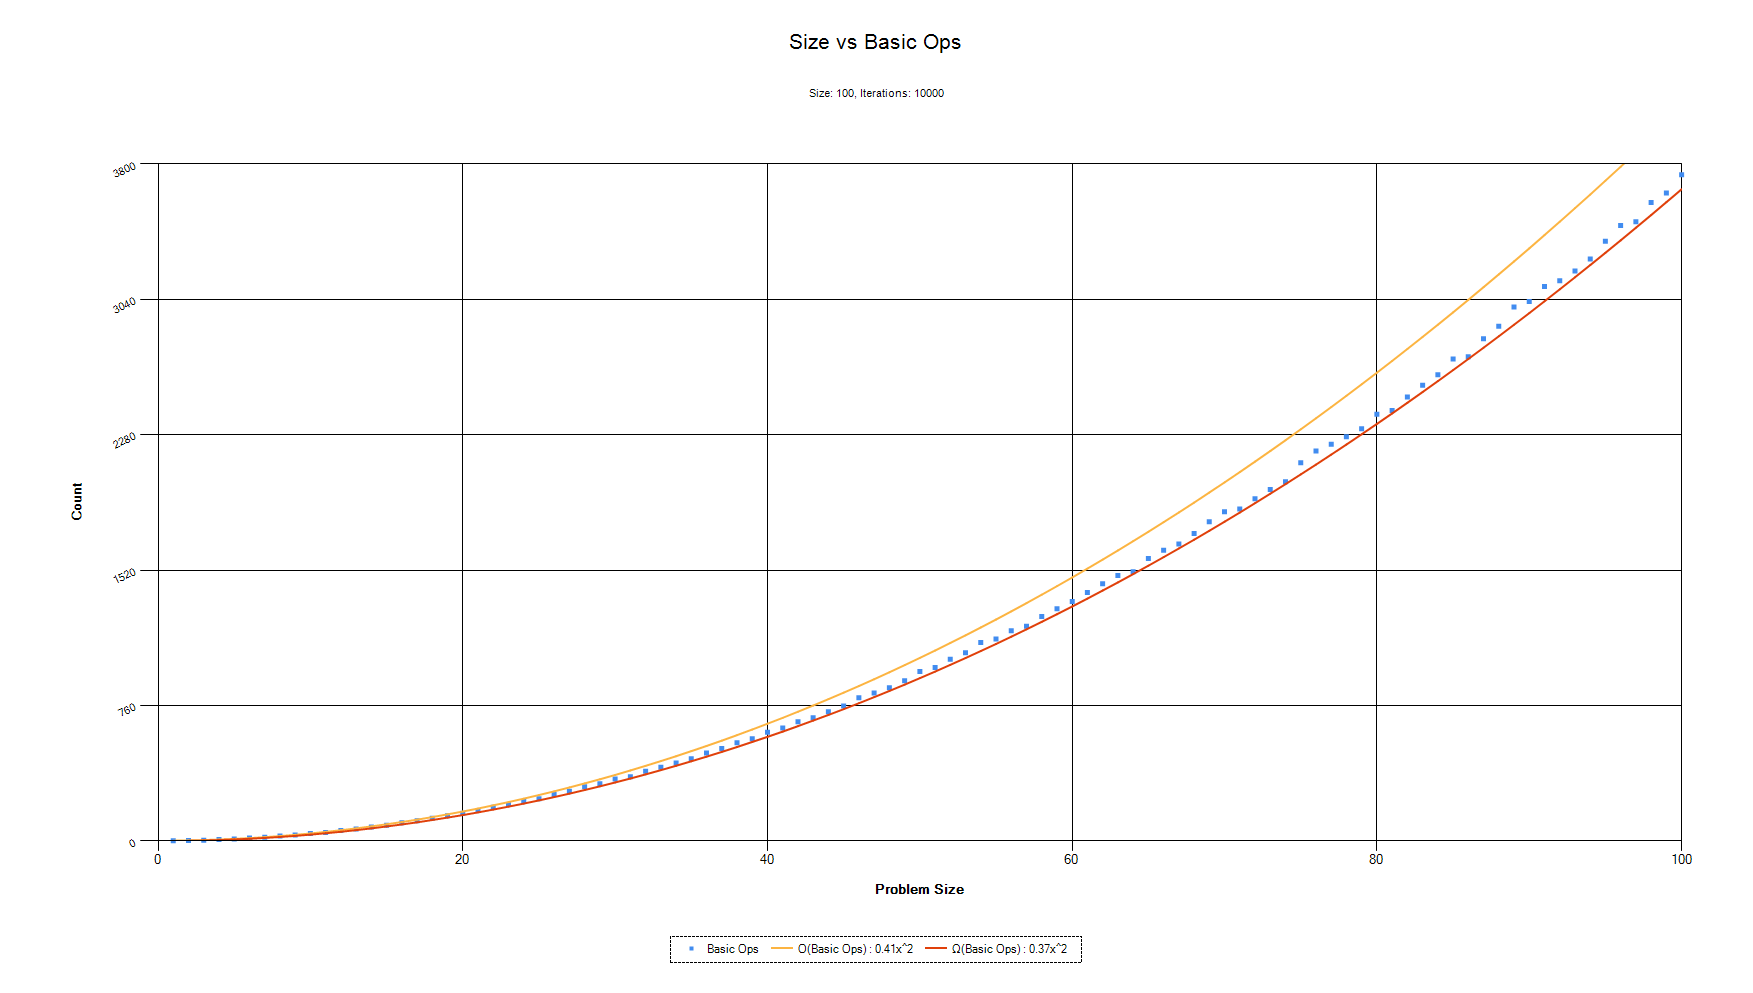 Size vs Basic Ops
Size: 100, Iterations: 10000
3800
3040
2280
1520
760
0
Count
0 20 40 60 80 100
Problem Size
Basic Ops O(Basic Ops) : 0.41x^2 Ω(Basic Ops) : 0.37x^2